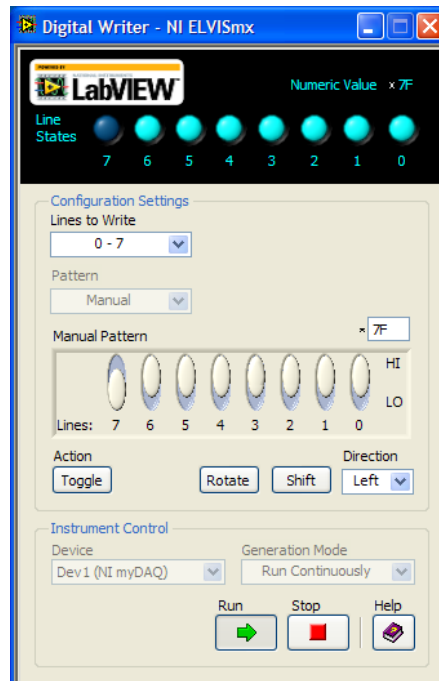 Digital Writer - NI ELVISmx
POWERED BY
NATIONAL INSTRUMENTS
LabVIEW™
Numeric Value x 7F
Line
States
7 6 5 4 3 2 1 0
Configuration Settings
Lines to Write
0 - 7
Pattern
Manual
Manual Pattern x 7F
HI
LO
Lines: 7 6 5 4 3 2 1 0
Action Direction
Toggle Rotate Shift Left
Instrument Control
Device Generation Mode
Dev1 (NI myDAQ) Run Continuously
Run Stop Help